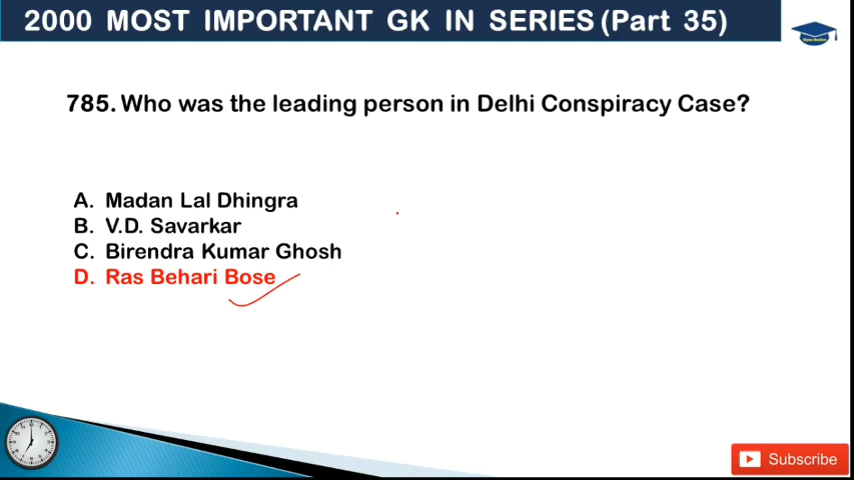 2000 MOST IMPORTANT GK IN SERIES (Part 35)
785. Who was the leading person in Delhi Conspiracy Case?
A. Madan Lal Dhingra
B. V.D. Savarkar
C. Birendra Kumar Ghosh
D. Ras Behari Bose
Subscribe